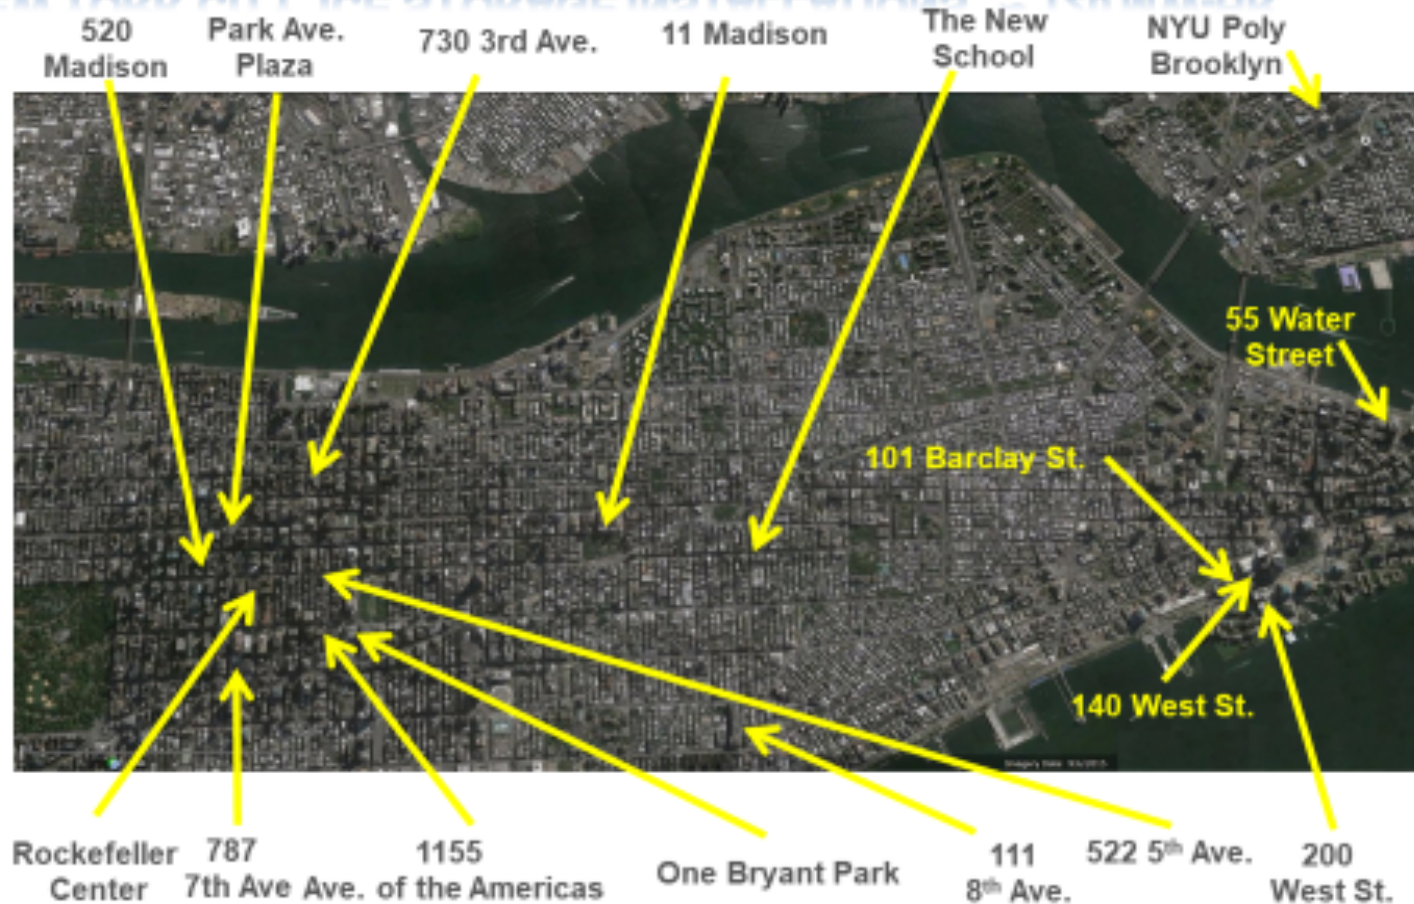 520
Madison
Park Ave.
Plaza
730 3rd Ave.
11 Madison
The New
School
NYU Poly
Brooklyn
55 Water
Street
101 Barclay St.
140 West St.
Rockefeller
Center
787
7th Ave
1155
Ave. of the Americas
One Bryant Park
111
8th Ave.
522 5th Ave.
200
West St.